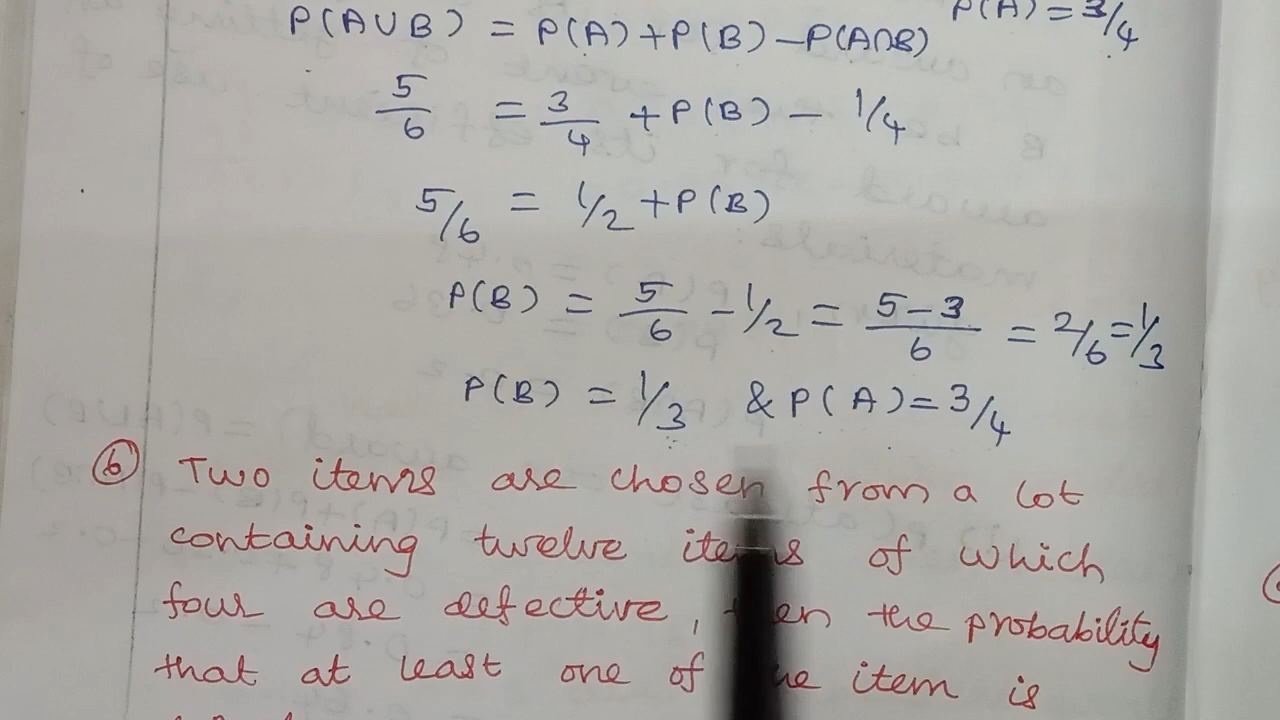 P(A) = 3/4
P(A∪B) = P(A)+P(B)-P(A∩B)
5/6 = 3/4 + P(B) - 1/4
5/6 = 1/2 + P(B)
P(B) = 5/6 - 1/2 = 5-3/6 = 2/6 = 1/3
P(B) = 1/3 & P(A) = 3/4
⑥ Two items are chosen from a lot
containing twelve items of which
four are defective, then the probability
that at least one of the item is